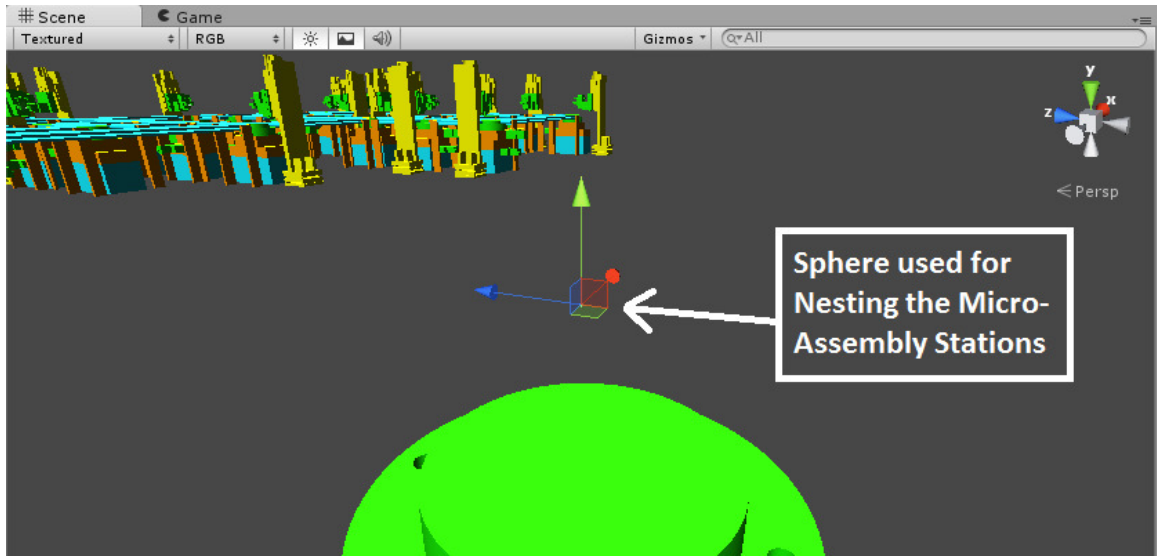 Scene Game
Textured RGB Gizmos All
y
x
z
Persp
Sphere used for
Nesting the Micro-
Assembly Stations